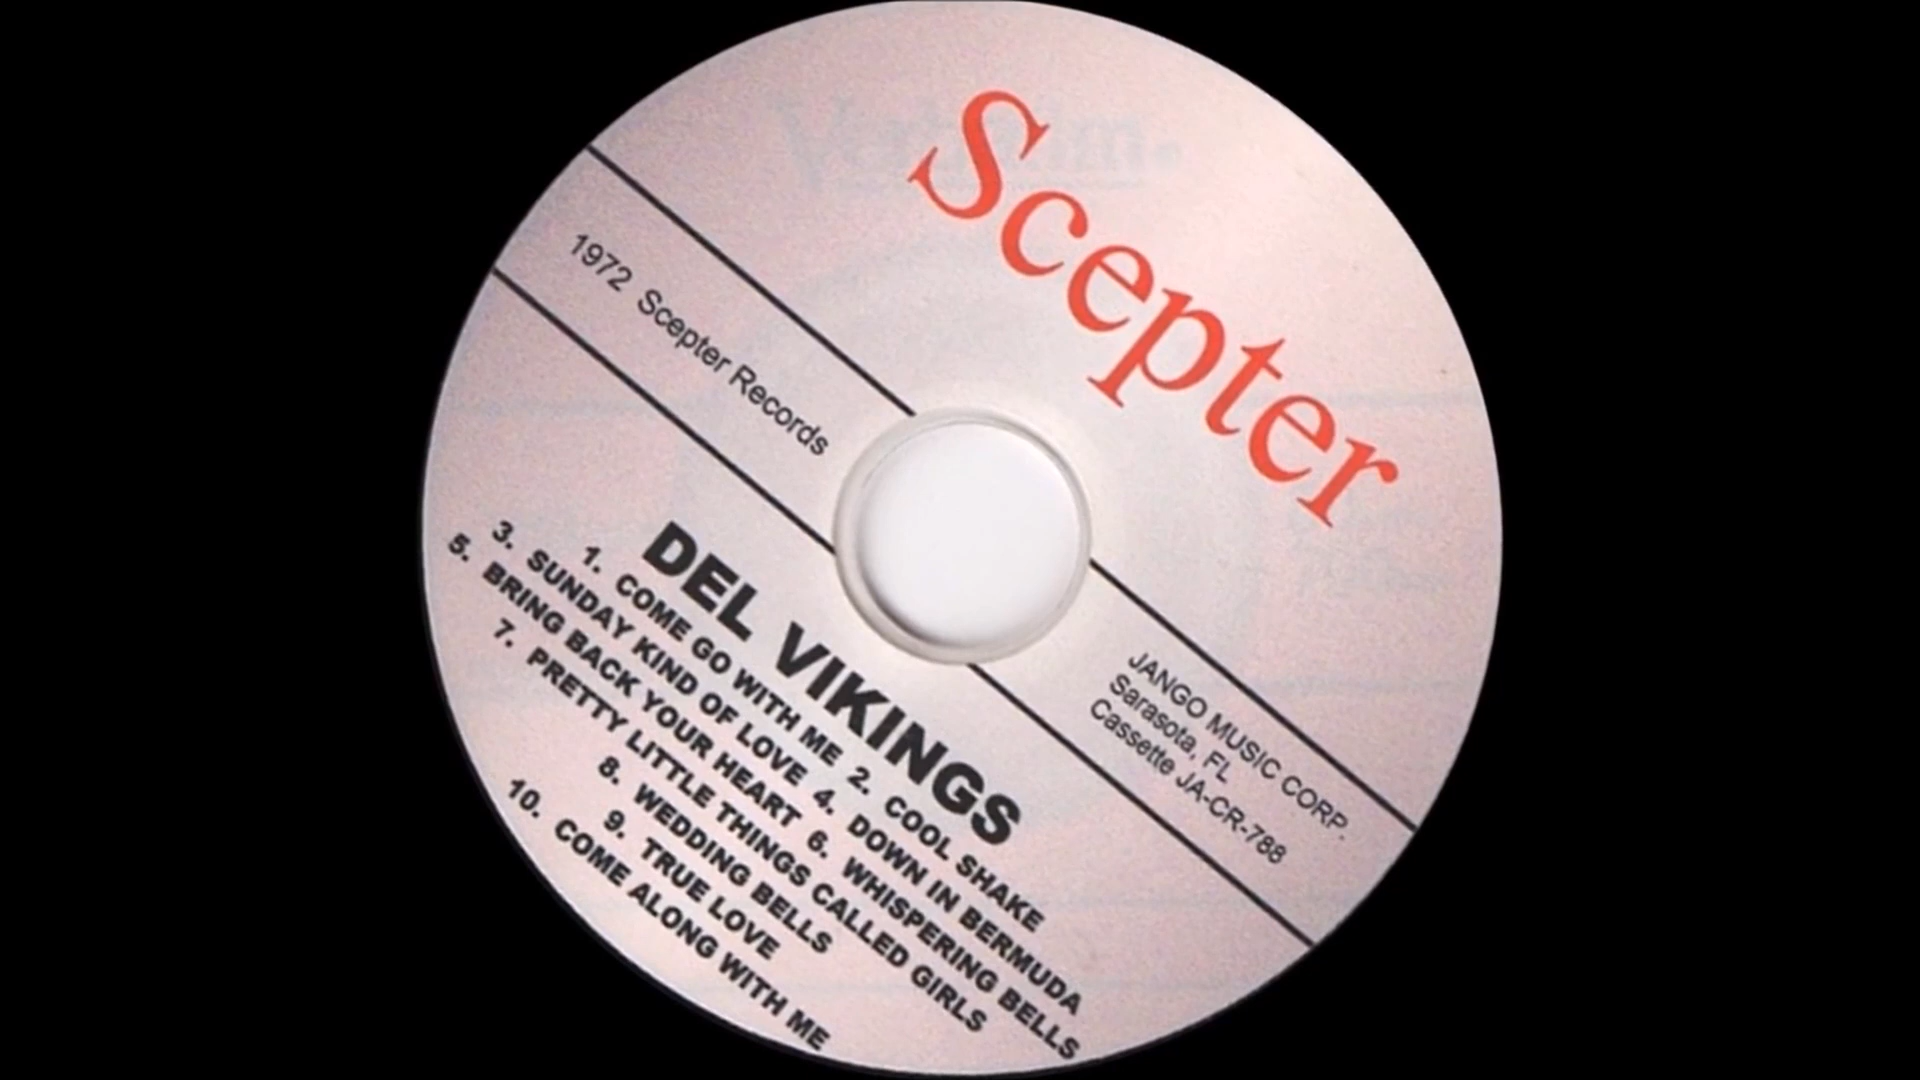 Scepter
1972 Scepter Records
JANGO MUSIC CORP.
Sarasota, FL
Cassette JA-CR-788
DEL VIKINGS
1. COME GO WITH ME 2. COOL SHAKE
3. SUNDAY KIND OF LOVE 4. DOWN IN BERMUDA
5. BRING BACK YOUR HEART 6. WHISPERING BELLS
7. PRETTY LITTLE THINGS CALLED GIRLS
8. WEDDING BELLS
9. TRUE LOVE
10. COME ALONG WITH ME